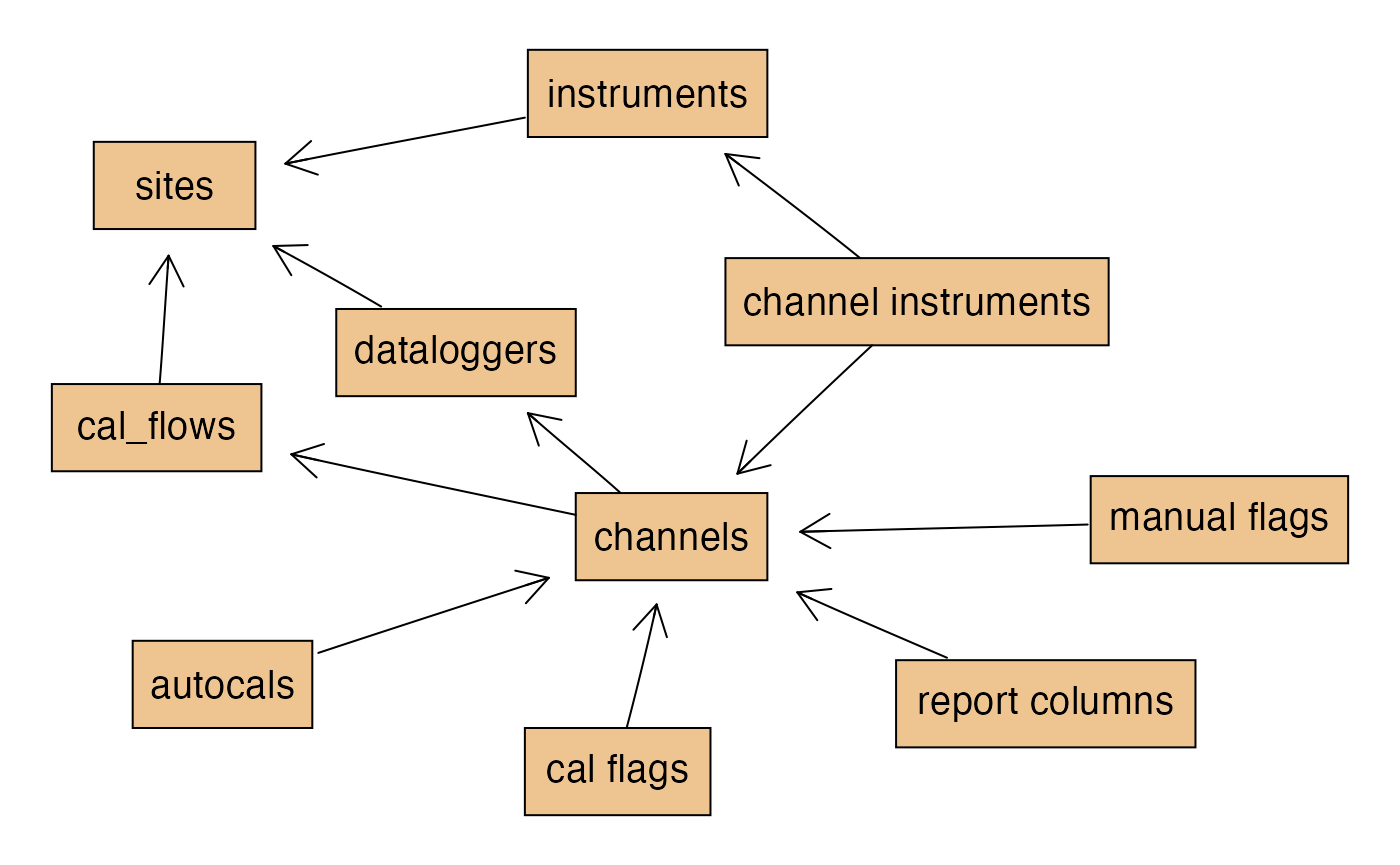 instruments
sites
channel instruments
dataloggers
cal_flows
manual flags
channels
autocals
report columns
cal flags